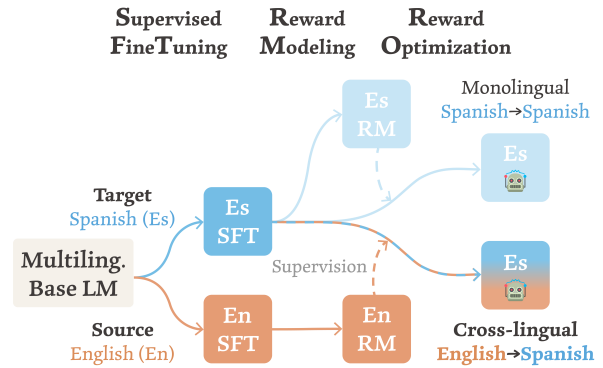 Supervised
FineTuning
Reward
Modeling
Reward
Optimization
Es
RM
Monolingual
Spanish→Spanish
Es
Target
Spanish (Es)
Es
SFT
Multiling.
Base LM
Supervision
Es
Source
English (En)
En
SFT
En
RM
Cross-lingual
English→Spanish